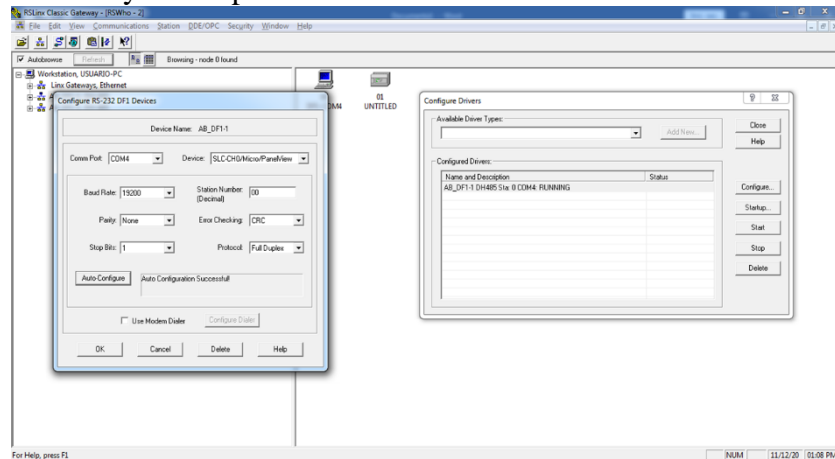 RSLinx Classic Gateway - [RSWho - 2]
File Edit View Communications Station DDE/OPC Security Window Help
Autobrowse Refresh Browsing - node 0 found
Workstation, USUARIO-PC
Linx Gateways, Ethernet
01
UNTITLED
Configure RS-232 DF1 Devices
Device Name: AB_DF1-1
Comm Port: COM4 Device: SLC-CH0/Micro/PanelView
Baud Rate: 19200 Station Number: 00
(Decimal)
Parity: None Error Checking: CRC
Stop Bits: 1 Protocol: Full Duplex
Auto-Configure Auto Configuration Successful!
Use Modem Dialer Configure Dialer
OK Cancel Delete Help
Configure Drivers
Available Driver Types:
Add New...
Close
Help
Configured Drivers:
Name and Description Status
AB_DF1-1 DH485 Sta: 0 COM4: RUNNING
Configure...
Startup...
Start
Stop
Delete
For Help, press F1
NUM 11/12/20 01:08 PM